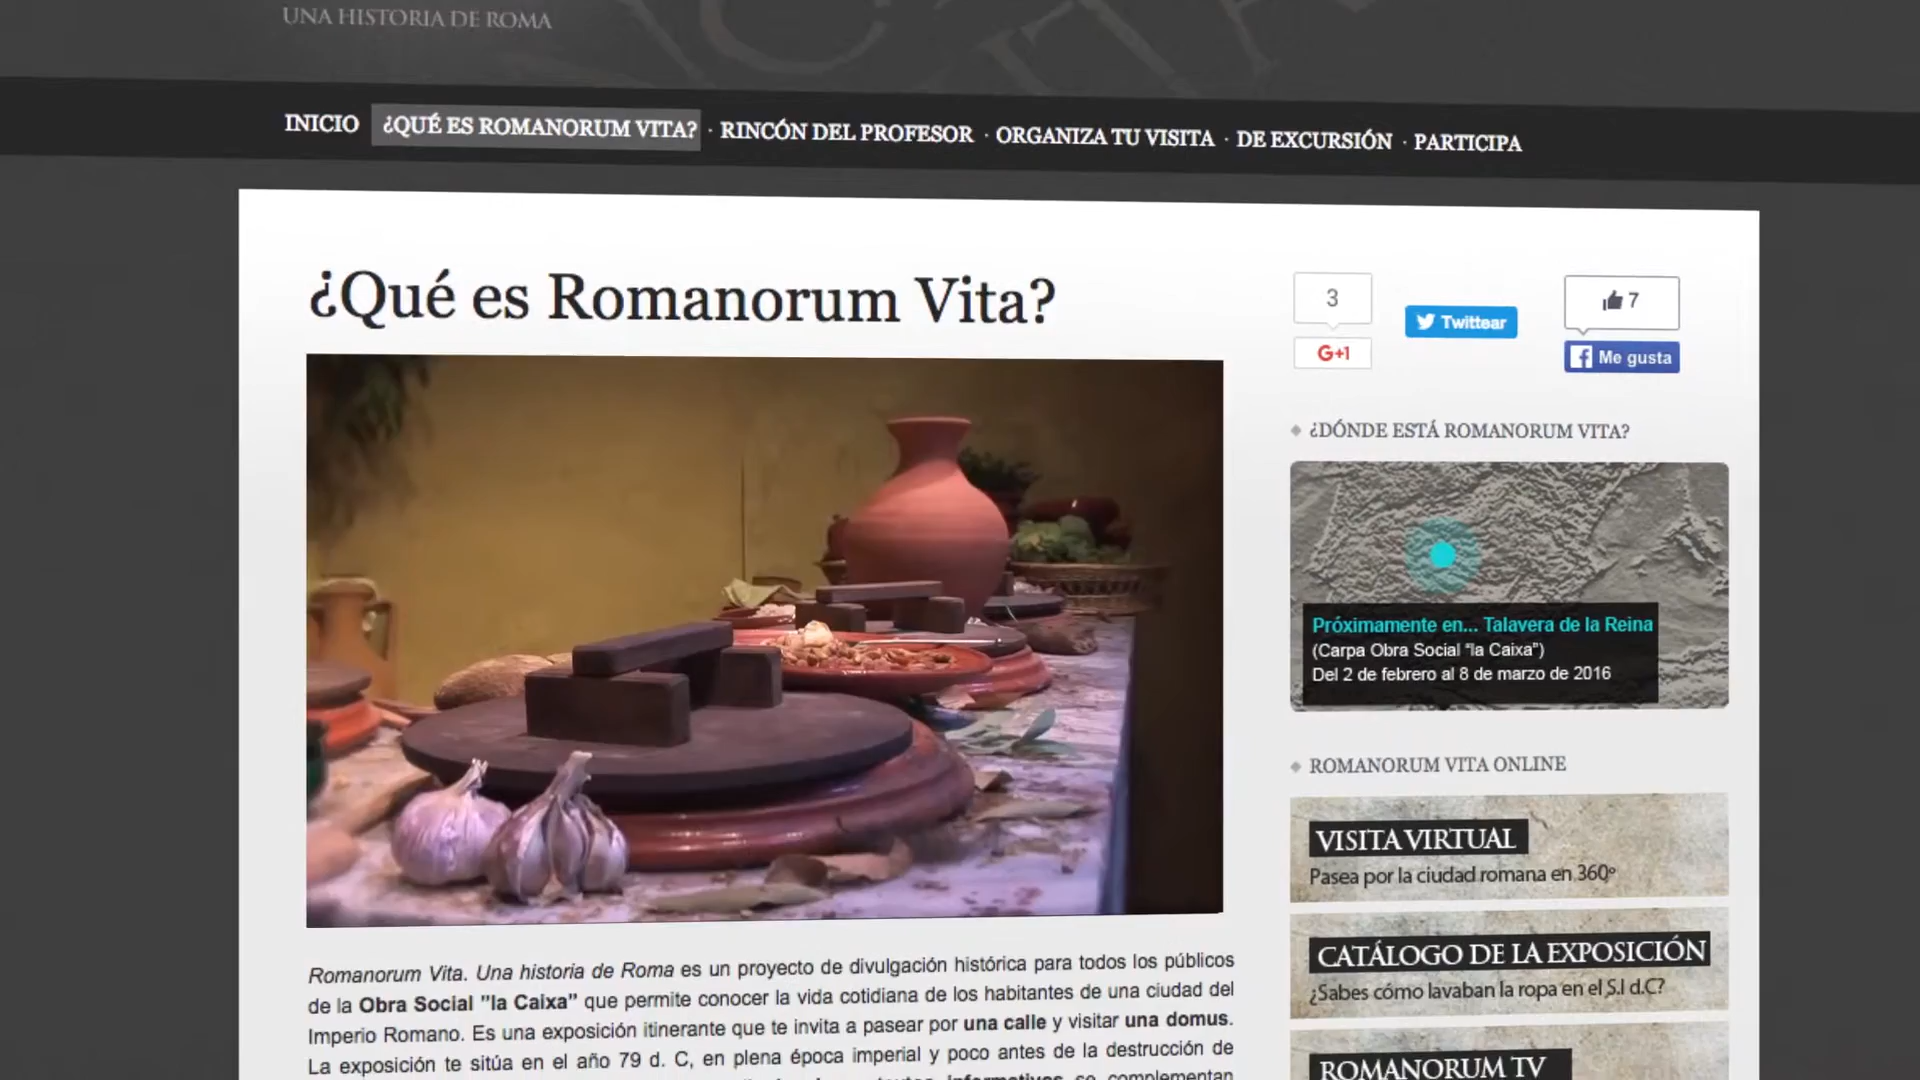 UNA HISTORIA DE ROMA
INICIO ¿QUÉ ES ROMANORUM VITA? · RINCÓN DEL PROFESOR · ORGANIZA TU VISITA · DE EXCURSIÓN · PARTICIPA
¿Qué es Romanorum Vita?
3
G+1
Twittear
7
Me gusta
¿DÓNDE ESTÁ ROMANORUM VITA?
Próximamente en... Talavera de la Reina
(Carpa Obra Social "la Caixa")
Del 2 de febrero al 8 de marzo de 2016
ROMANORUM VITA ONLINE
VISITA VIRTUAL
Pasea por la ciudad romana en 360º
CATÁLOGO DE LA EXPOSICIÓN
¿Sabes cómo lavaban la ropa en el S.I d.C?
ROMANORUM TV
Romanorum Vita. Una historia de Roma es un proyecto de divulgación histórica para todos los públicos
de la Obra Social "la Caixa" que permite conocer la vida cotidiana de los habitantes de una ciudad del
Imperio Romano. Es una exposición itinerante que te invita a pasear por una calle y visitar una domus.
La exposición te sitúa en el año 79 d. C, en plena época imperial y poco antes de la destrucción de
informativos se complementan